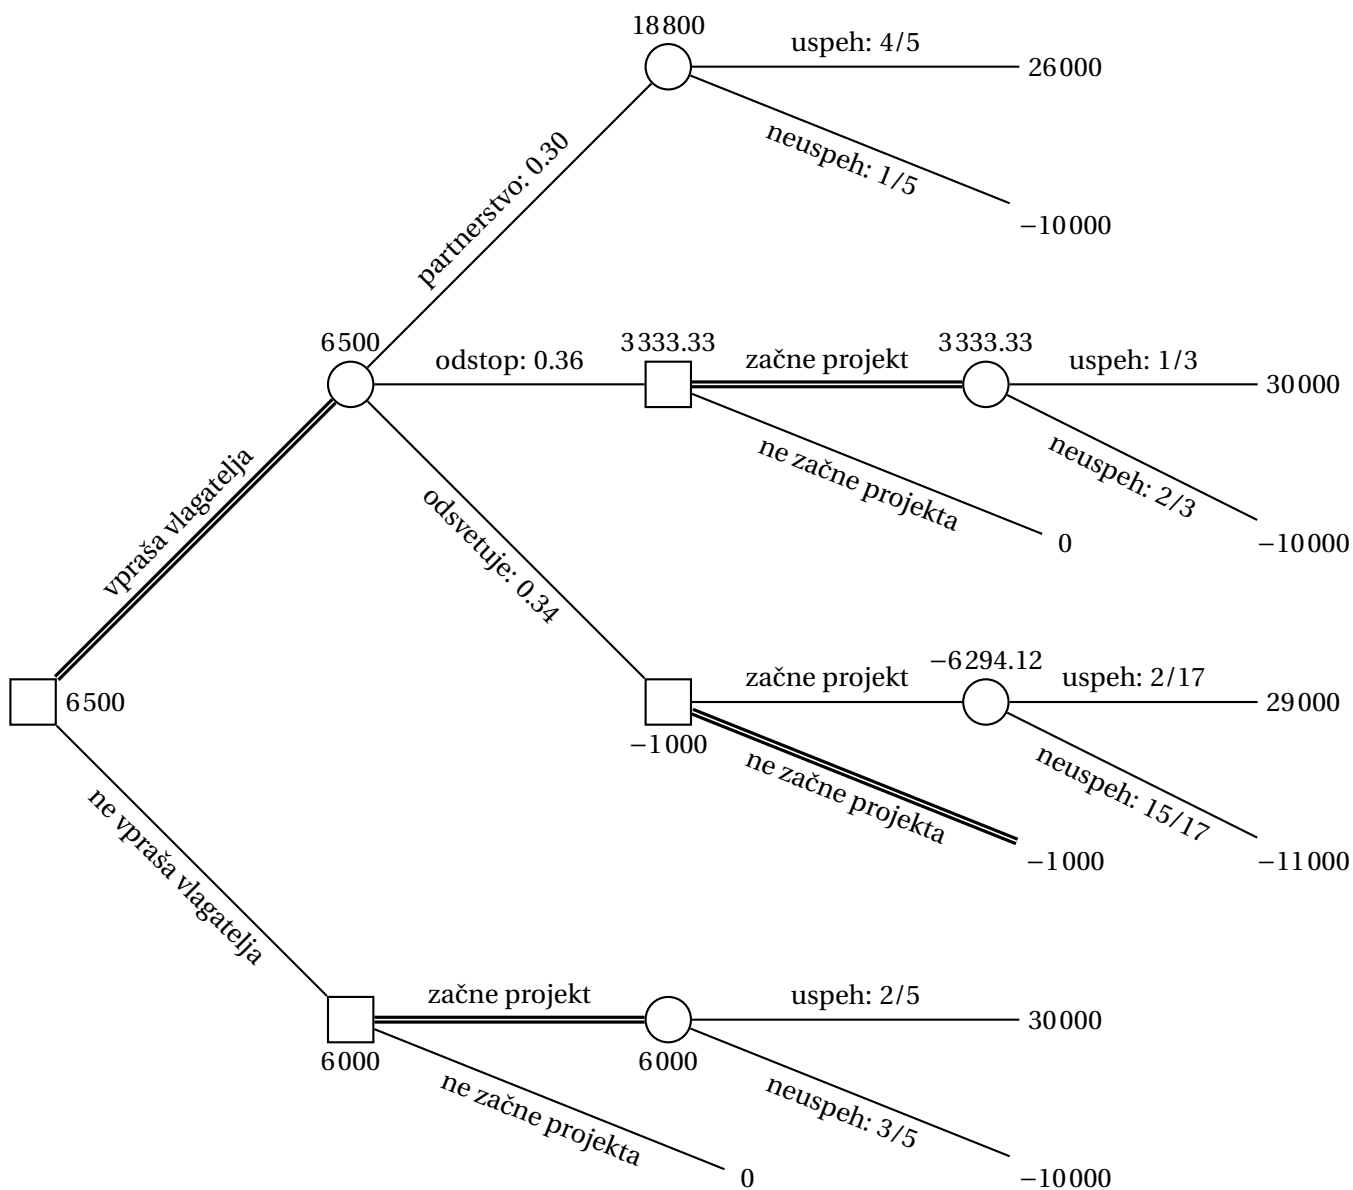 18800
uspeh: 4/5
26000
neuspeh: 1/5
−10000
partnerstvo: 0.30
6500
odstop: 0.36
3333.33
začne projekt
3333.33
uspeh: 1/3
30000
neuspeh: 2/3
−10000
ne začne projekta
0
vpraša vlagatelja
odsvetuje: 0.34
6500
začne projekt
−6294.12
uspeh: 2/17
29000
−1000
neuspeh: 15/17
−11000
ne začne projekta
−1000
ne vpraša vlagatelja
začne projekt
uspeh: 2/5
30000
6000
6000
neuspeh: 3/5
−10000
ne začne projekta
0